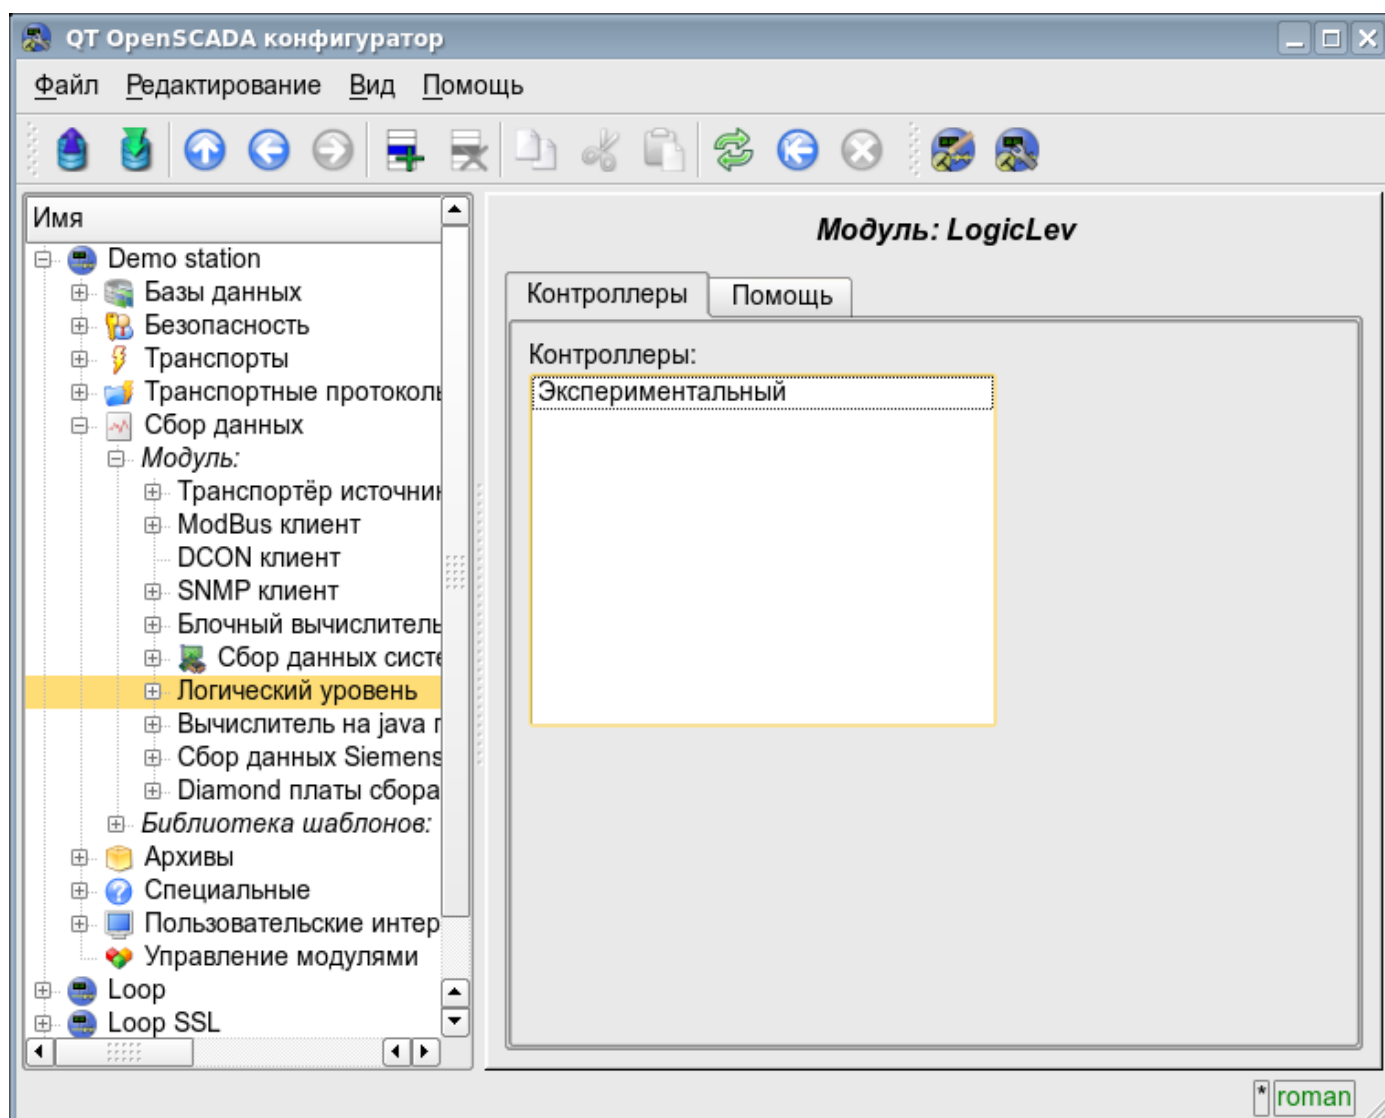 QT OpenSCADA конфигуратор
Файл Редактирование Вид Помощь
Имя
Demo station
Базы данных
Безопасность
Транспорты
Транспортные протоколы
Сбор данных
Модуль:
Транспортёр источник
ModBus клиент
DCON клиент
SNMP клиент
Блочный вычислитель
Сбор данных систе
Логический уровень
Вычислитель на java п
Сбор данных Siemens
Diamond платы сбора
Библиотека шаблонов:
Архивы
Специальные
Пользовательские интер
Управление модулями
Loop
Loop SSL
Модуль: LogicLev
Контроллеры Помощь
Контроллеры:
Экспериментальный
* roman